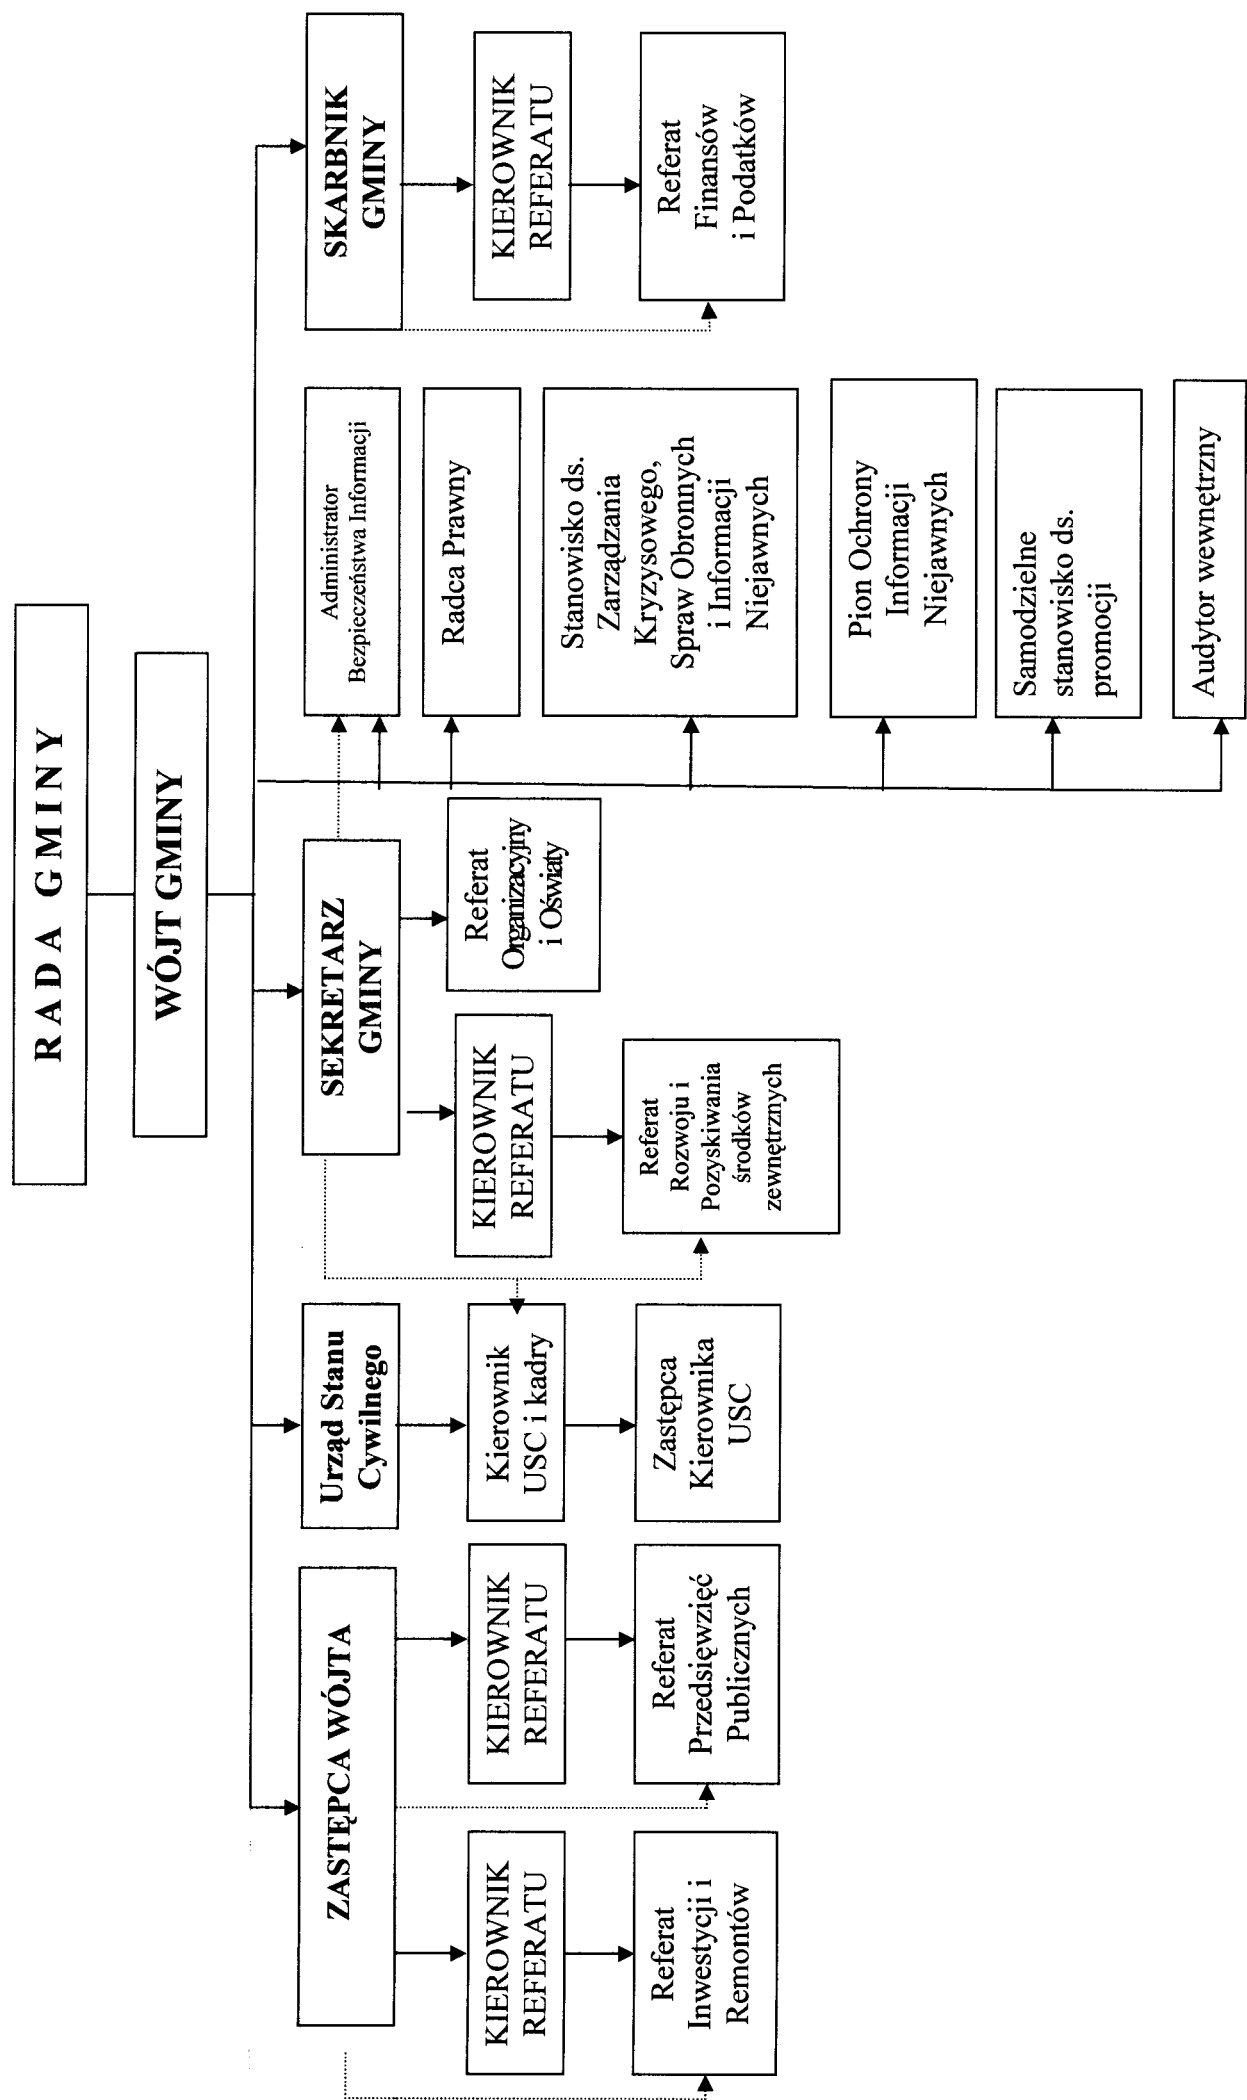 RADA GMINY
WÓJT GMINY
ZASTĘPCA WÓJTA
KIEROWNIK
REFERATU
Referat
Inwestycji i
Remontów
KIEROWNIK
REFERATU
Referat
Przedsięwzięć
Publicznych
Urząd Stanu
Cywilnego
Kierownik
USC i kadry
Zastępca
Kierownika
USC
SEKRETARZ
GMINY
KIEROWNIK
REFERATU
Referat
Rozwoju i
Pozyskiwania
środków
zewnętrznych
Referat
Organizacyjny
i Oświaty
Administrator
Bezpieczeństwa Informacji
Radca Prawny
Stanowisko ds.
Zarządzania
Kryzysowego,
Spraw Obronnych
i Informacji
Niejawnych
Pion Ochrony
Informacji
Niejawnych
Samodzielne
stanowisko ds.
promocji
Audytor wewnętrzny
SKARBNIK
GMINY
KIEROWNIK
REFERATU
Referat
Finansów
i Podatków